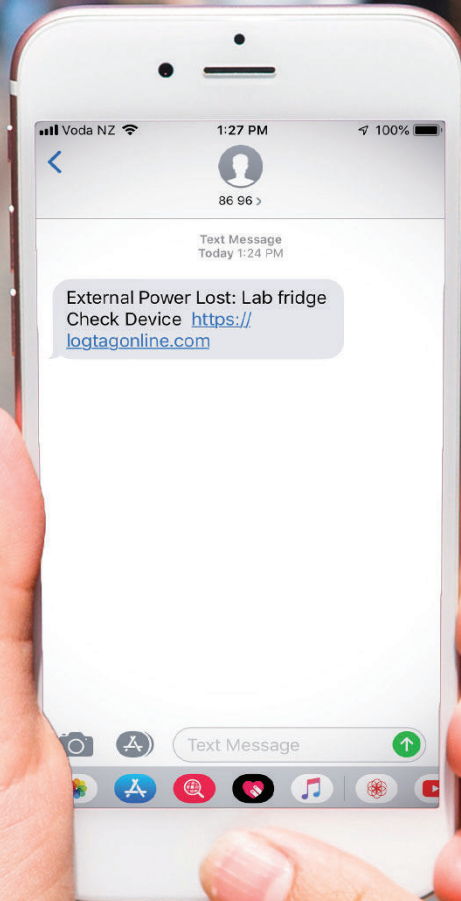 Voda NZ 1:27 PM 100%
86 96 >
Text Message
Today 1:24 PM
External Power Lost: Lab fridge
Check Device https://
logtagonline.com
Text Message